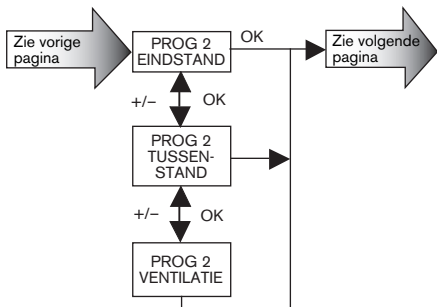 Zie vorige
pagina
PROG 2
EINDSTAND
OK
Zie volgende
pagina
+/– OK
PROG 2
TUSSEN-
STAND
+/– OK
PROG 2
VENTILATIE